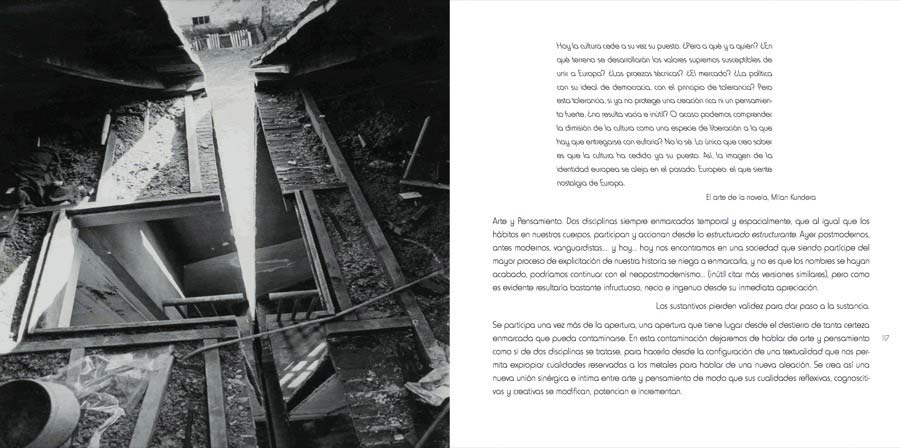 Hoy la cultura cede a su vez su puesto. ¿Pero a qué y a quién? ¿En
qué terreno se desarrollarán los valores supremos susceptibles de
unir a Europa? ¿Las proezas técnicas? ¿El mercado? ¿La política
con su ideal de democracia, con el principio de tolerancia? Pero
esta tolerancia, si ya no protege una creación rica ni un pensamien-
to fuerte, ¿no resulta vacía e inútil? O acaso podemos comprender
la dimisión de la cultura como una especie de liberación a la que
hay que entregarse con euforia? No lo sé. Lo único que creo saber
es que la cultura ha cedido ya su puesto. Así, la imagen de la
identidad europea se aleja en el pasado. Europeo: el que siente
nostalgia de Europa.
El arte de la novela, Milan Kundera
Arte y Pensamiento. Dos disciplinas siempre enmarcadas temporal y espacialmente, que al igual que los
hábitos en nuestros cuerpos, participan y accionan desde lo estructurado estructurante. Ayer postmodernos,
antes modernos, vanguardistas,... y hoy... hoy nos encontramos en una sociedad que siendo partícipe del
mayor proceso de explicitación de nuestra historia se niega a enmarcarla, y no es que los nombres se hayan
acabado, podríamos continuar con el neopostmodernismo... (inútil citar más versiones similares), pero como
es evidente resultaría bastante infructuoso, necio e ingenuo desde su inmediata apreciación.
Los sustantivos pierden validez para dar paso a la sustancia.
Se participa una vez más de la apertura, una apertura que tiene lugar desde el destierro de tanta certeza
enmarcada que pueda contaminarse. En esta contaminación dejaremos de hablar de arte y pensamiento
117
como si de dos disciplinas se tratase, para hacerlo desde la configuración de una textualidad que nos per-
mita expropiar cualidades reservadas a los metales para hablar de una nueva aleación. Se crea así una
nueva unión sinérgica e intima entre arte y pensamiento de modo que sus cualidades reflexivas, cognosciti-
vas y creativas se modifican, potencian e incrementan.